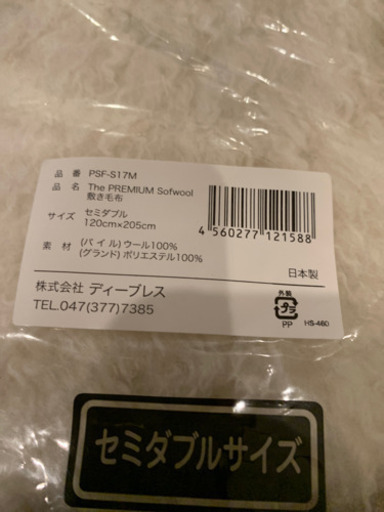 品番 PSF-S17M
品名 The PREMIUM Sofwool
敷き毛布
サイズ セミダブル
120cm×205cm
素材 (パイル)ウール100%
(グランド)ポリエステル100%
4 560277 121588
日本製
株式会社 ディーブレス
TEL.047(377)7385
外装
プラ
PP
HS-460
セミダブルサイズ